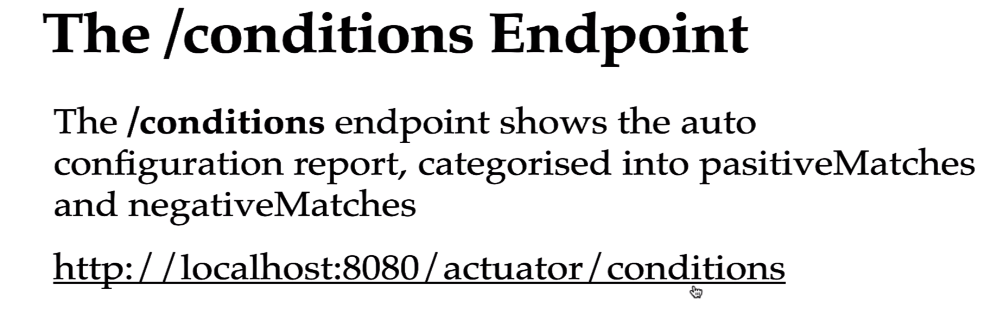 The /conditions Endpoint
The /conditions endpoint shows the auto
configuration report, categorised into pasitiveMatches
and negativeMatches
http://localhost:8080/actuator/conditions